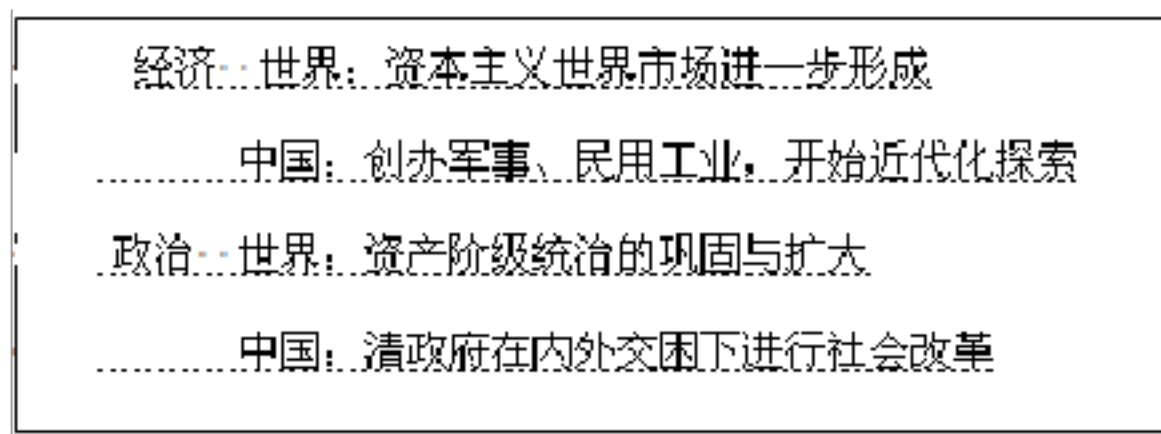 经济 世界：资本主义世界市场进一步形成
中国：创办军事、民用工业，开始近代化探索
政治 世界：资产阶级统治的巩固与扩大
中国：清政府在内外交困下进行社会改革